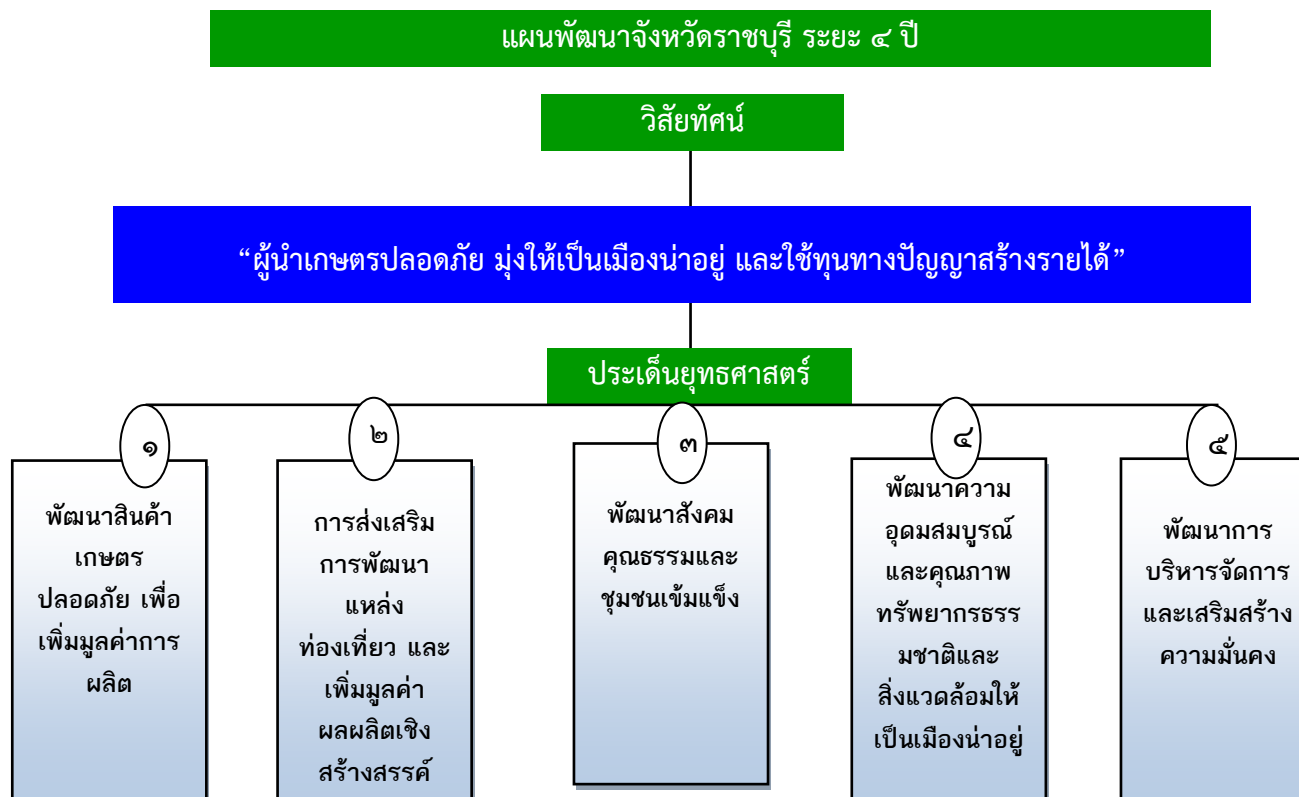 แผนพัฒนาจังหวัดราชบุรี ระยะ ๔ ปี
วิสัยทัศน์
“ผู้นำเกษตรปลอดภัย มุ่งให้เป็นเมืองน่าอยู่ และใช้ทุนทางปัญญาสร้างรายได้”
ประเด็นยุทธศาสตร์
๑
พัฒนาสินค้า
เกษตร
ปลอดภัย เพื่อ
เพิ่มมูลค่าการ
ผลิต
๒
การส่งเสริม
การพัฒนา
แหล่ง
ท่องเที่ยว และ
เพิ่มมูลค่า
ผลผลิตเชิง
สร้างสรรค์
๓
พัฒนาสังคม
คุณธรรมและ
ชุมชนเข้มแข็ง
๔
พัฒนาความ
อุดมสมบูรณ์
และคุณภาพ
ทรัพยากรธรร
มชาติและ
สิ่งแวดล้อมให้
เป็นเมืองน่าอยู่
๕
พัฒนาการ
บริหารจัดการ
และเสริมสร้าง
ความมั่นคง